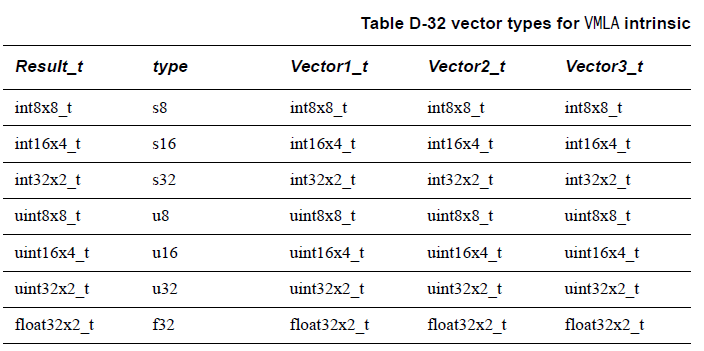 Table D-32 vector types for VMLA intrinsic
Result_t type Vector1_t Vector2_t Vector3_t
int8x8_t s8 int8x8_t int8x8_t int8x8_t
int16x4_t s16 int16x4_t int16x4_t int16x4_t
int32x2_t s32 int32x2_t int32x2_t int32x2_t
uint8x8_t u8 uint8x8_t uint8x8_t uint8x8_t
uint16x4_t u16 uint16x4_t uint16x4_t uint16x4_t
uint32x2_t u32 uint32x2_t uint32x2_t uint32x2_t
float32x2_t f32 float32x2_t float32x2_t float32x2_t